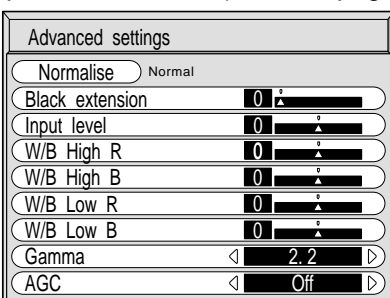 Advanced settings
Normalise Normal
Black extension 0
Input level 0
W/B High R 0
W/B High B 0
W/B Low R 0
W/B Low B 0
Gamma 2.2
AGC Off